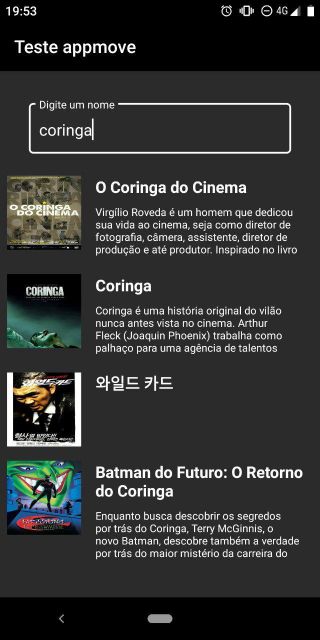 19:53
4G
Teste appmove
Digite um nome
coringa
O CORINGA
DO CINEMA
O Coringa do Cinema
Virgílio Roveda é um homem que dedicou
sua vida ao cinema, seja como diretor de
fotografia, câmera, assistente, diretor de
produção e até produtor. Inspirado no livro
CORINGA
Coringa
Coringa é uma história original do vilão
nunca antes vista no cinema. Arthur
Fleck (Joaquin Phoenix) trabalha como
palhaço para uma agência de talentos
와일드 카드
Batman do Futuro: O Retorno
do Coringa
Enquanto busca descobrir os segredos
por trás do Coringa, Terry McGinnis, o
novo Batman, descobre também a verdade
por trás do maior mistério da carreira do